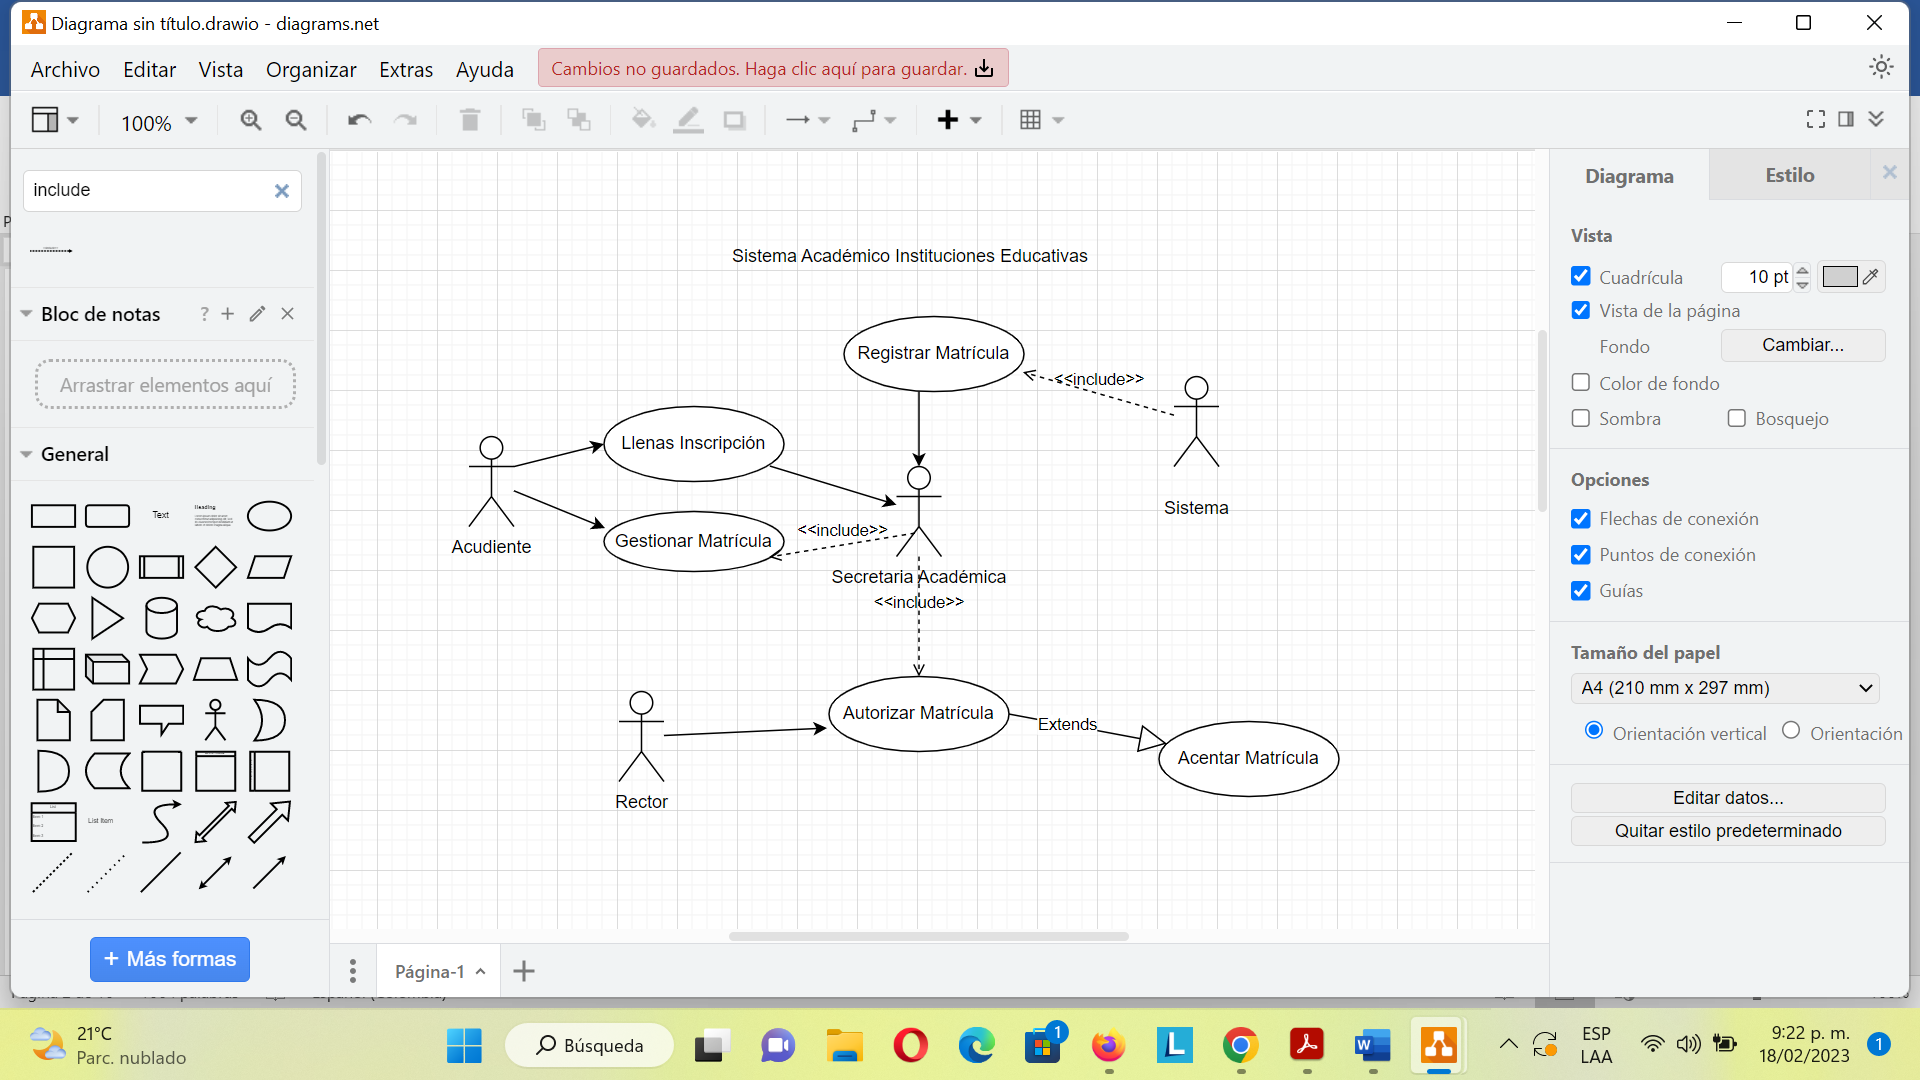 Diagrama sin título.drawio - diagrams.net
Archivo Editar Vista Organizar Extras Ayuda Cambios no guardados. Haga clic aquí para guardar.
100%
include
Bloc de notas ?
Arrastrar elementos aquí
General
Text
Heading
List Item
+ Más formas
Sistema Académico Instituciones Educativas
Registrar Matrícula
<<include>>
Llenas Inscripción
Sistema
<<include>>
Gestionar Matrícula
Acudiente
Secretaria Académica
<<include>>
Autorizar Matrícula
Extends
Acentar Matrícula
Rector
Página-1
Diagrama Estilo
Vista
Cuadrícula 10 pt
Vista de la página
Fondo Cambiar...
Color de fondo
Sombra Bosquejo
Opciones
Flechas de conexión
Puntos de conexión
Guías
Tamaño del papel
A4 (210 mm x 297 mm)
Orientación vertical Orientación
Editar datos...
Quitar estilo predeterminado
21°C
Parc. nublado
Búsqueda
1
ESP
LAA
9:22 p. m.
18/02/2023
1